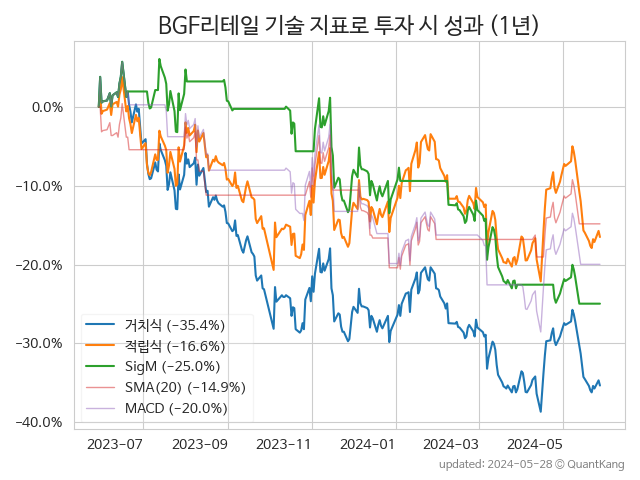 BGF리테일 기술 지표로 투자 시 성과 (1년)
0.0%
−10.0%
−20.0%
−30.0%
−40.0%
거치식 (−35.4%)
적립식 (−16.6%)
SigM (−25.0%)
SMA(20) (−14.9%)
MACD (−20.0%)
2023−07 2023−09 2023−11 2024−01 2024−03 2024−05
updated: 2024−05−28 © QuantKang